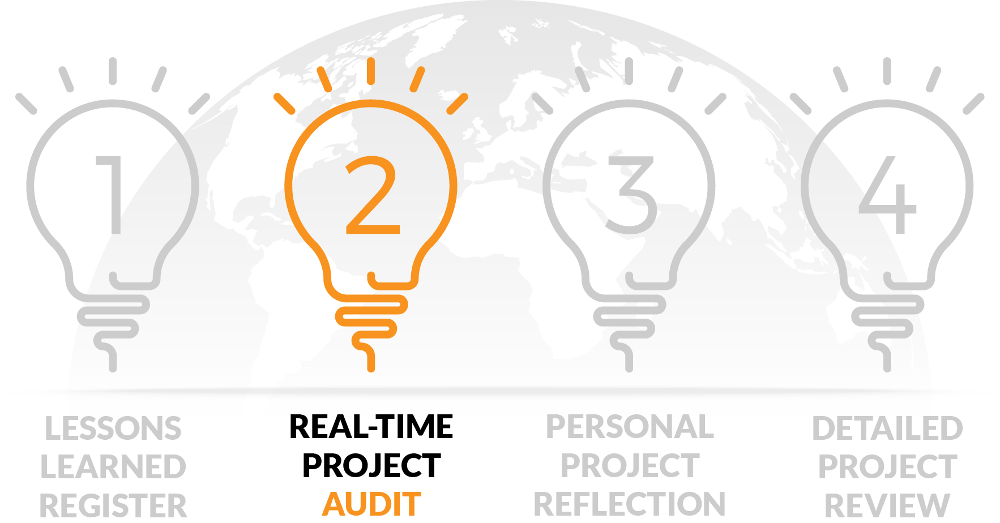 1
2
3
4
LESSONS
LEARNED
REGISTER
REAL-TIME
PROJECT
AUDIT
PERSONAL
PROJECT
REFLECTION
DETAILED
PROJECT
REVIEW